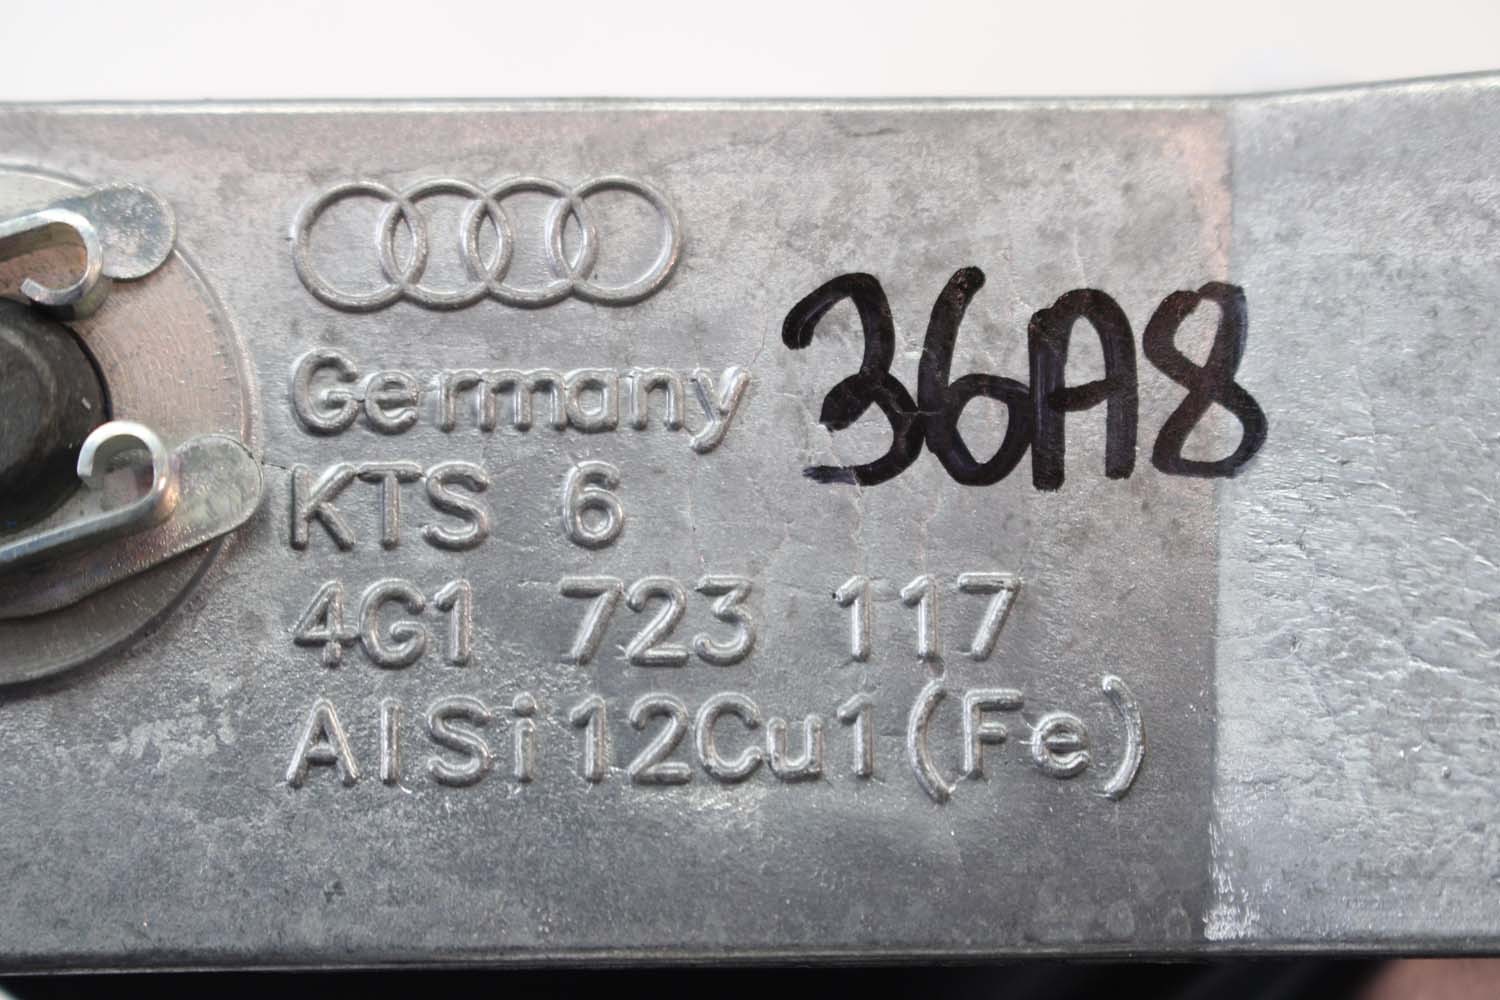 Germany
36A8
KTS 6
4G1 723 117
AlSi12Cu1(Fe)